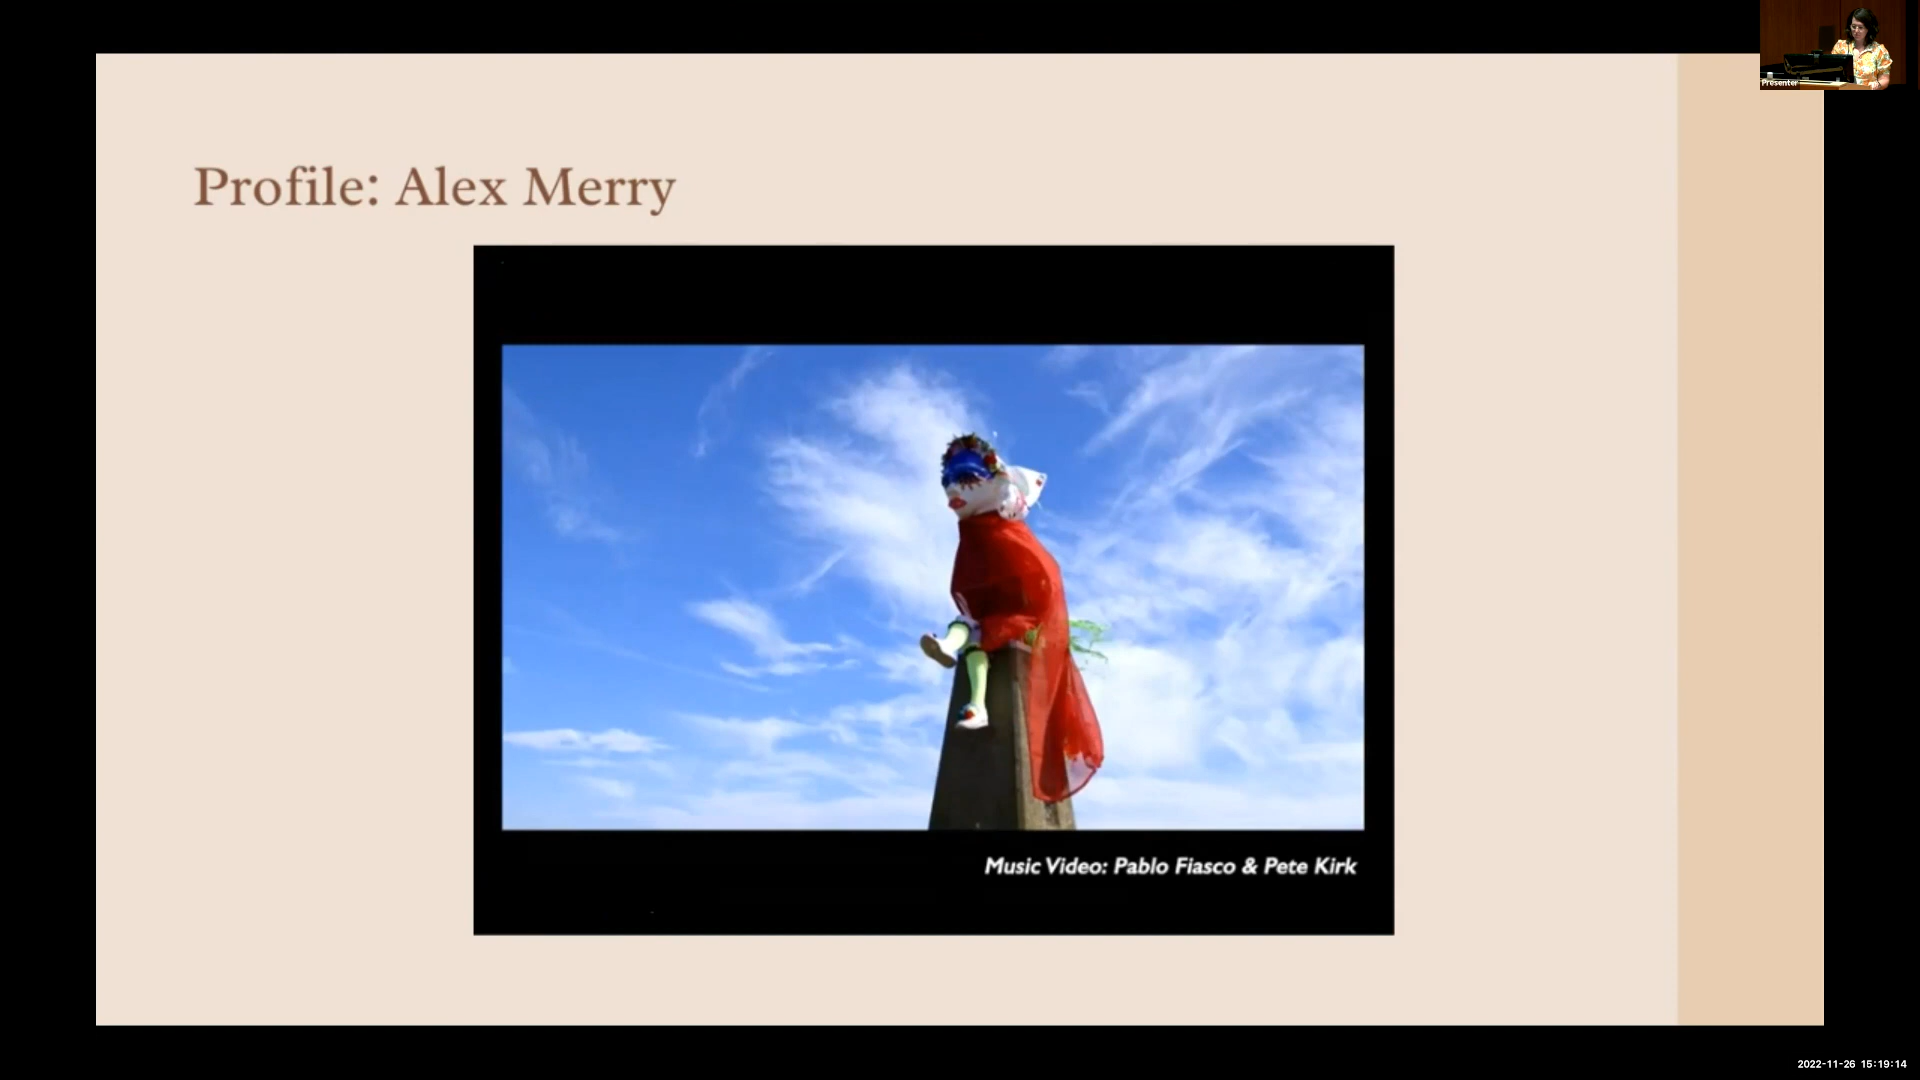 Presenter
Profile: Alex Merry
Music Video: Pablo Fiasco & Pete Kirk
2022-11-26 15:19:14